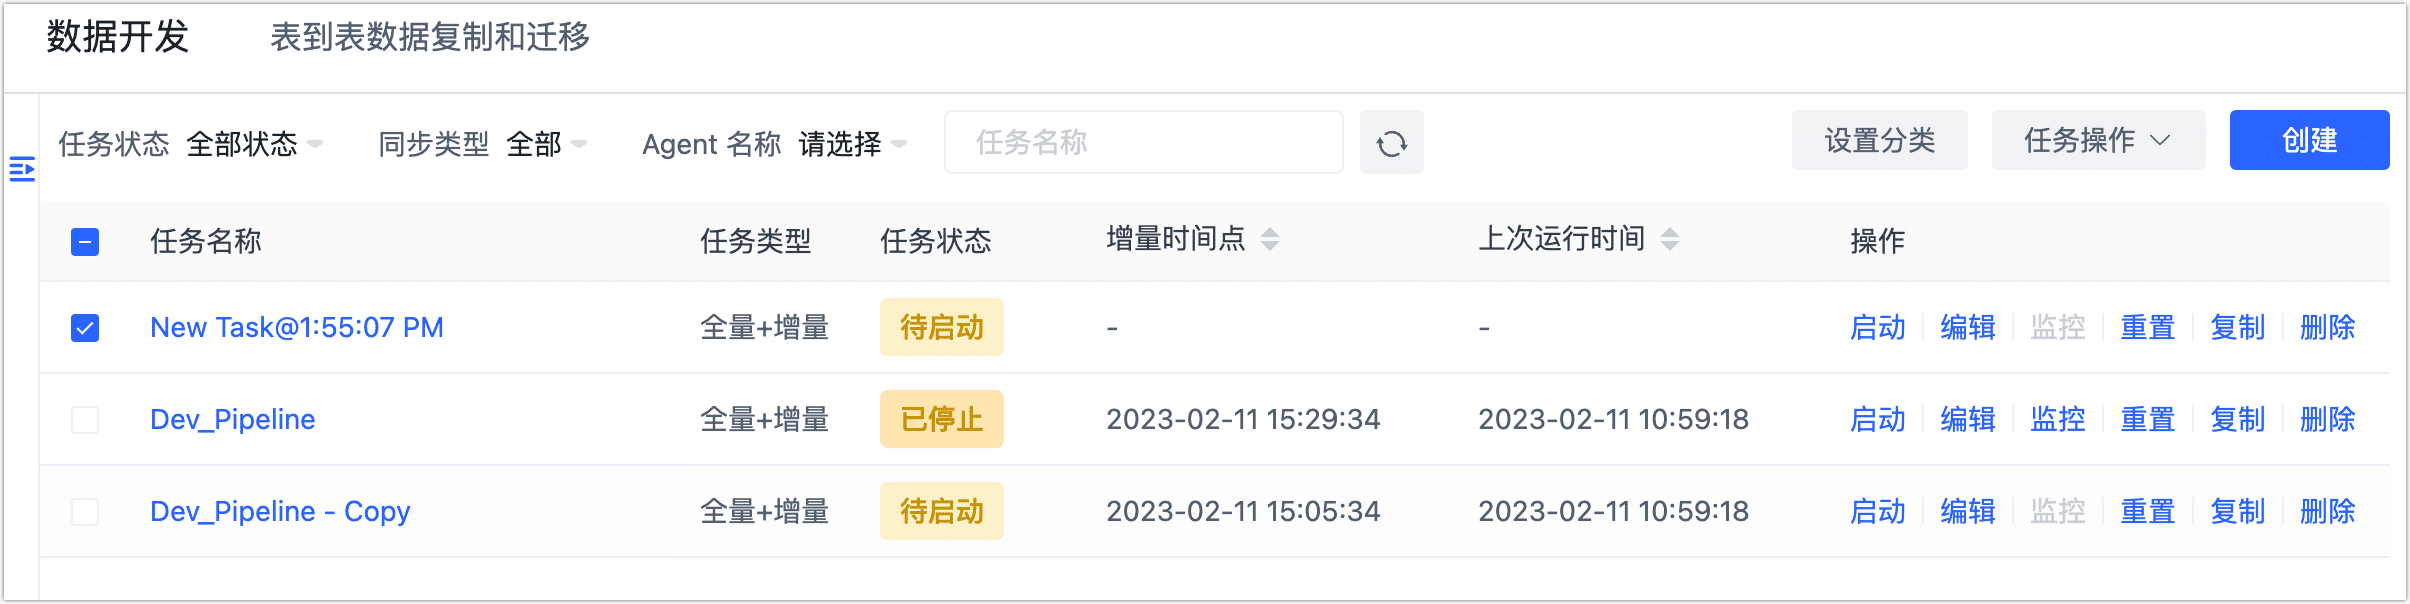 数据开发 表到表数据复制和迁移
任务状态 全部状态 同步类型 全部 Agent 名称 请选择 任务名称 设置分类 任务操作 创建
任务名称 任务类型 任务状态 增量时间点 上次运行时间 操作
New Task@1:55:07 PM 全量+增量 待启动 - - 启动 编辑 监控 重置 复制 删除
Dev_Pipeline 全量+增量 已停止 2023-02-11 15:29:34 2023-02-11 10:59:18 启动 编辑 监控 重置 复制 删除
Dev_Pipeline - Copy 全量+增量 待启动 2023-02-11 15:05:34 2023-02-11 10:59:18 启动 编辑 监控 重置 复制 删除